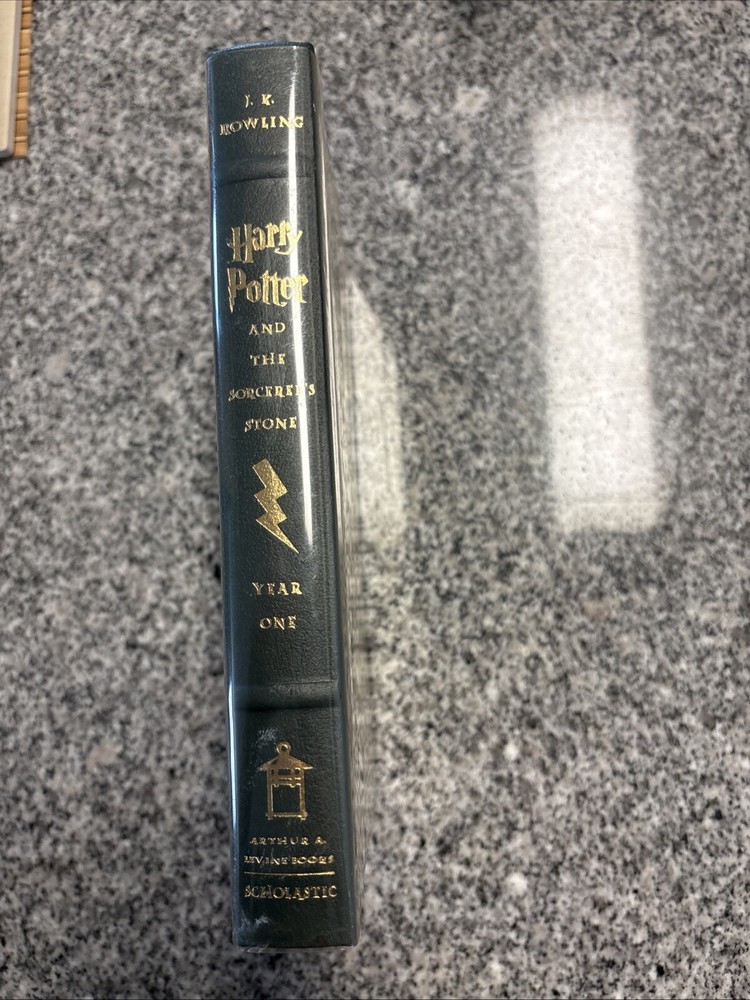 J. K.
ROWLING
Harry
Potter
AND
THE
SORCERER'S
STONE
YEAR
ONE
ARTHUR A.
LEVINE BOOKS
SCHOLASTIC